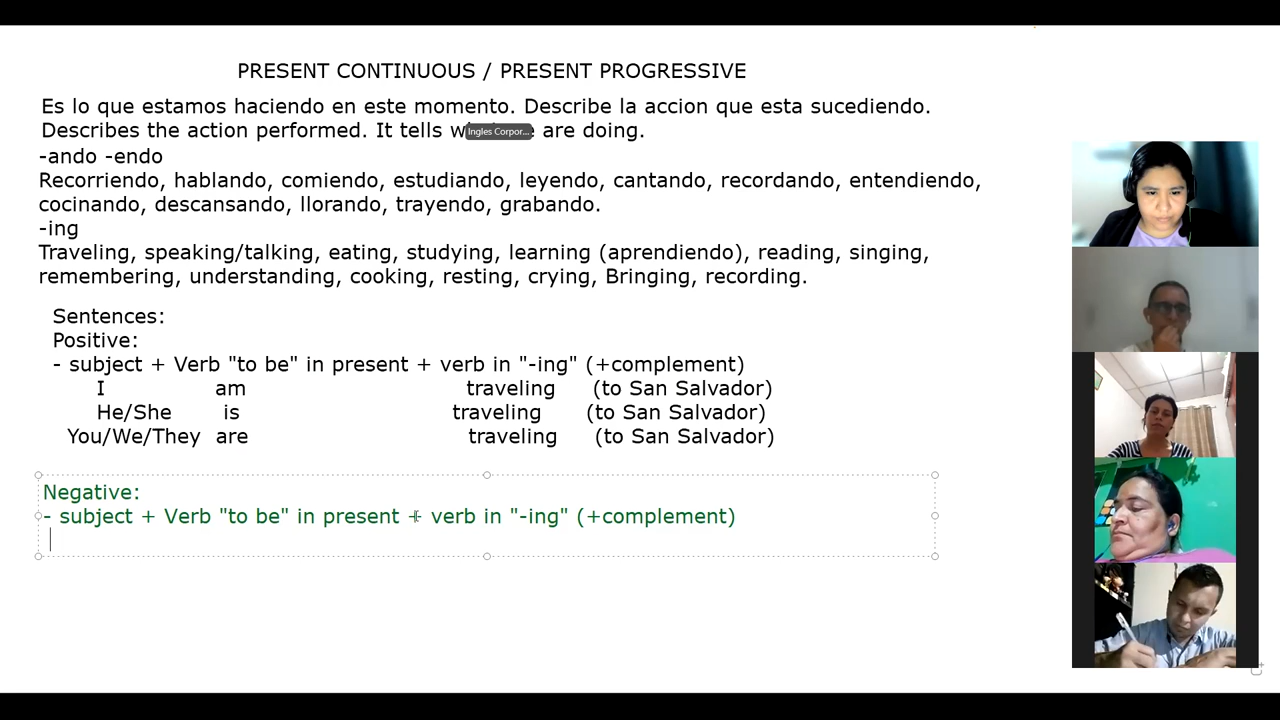 PRESENT CONTINUOUS / PRESENT PROGRESSIVE
Es lo que estamos haciendo en este momento. Describe la accion que esta sucediendo.
Describes the action performed. It tells are doing.
Ingles Corpor...
-ando -endo
Recorriendo, hablando, comiendo, estudiando, leyendo, cantando, recordando, entendiendo,
cocinando, descansando, llorando, trayendo, grabando.
-ing
Traveling, speaking/talking, eating, studying, learning (aprendiendo), reading, singing,
remembering, understanding, cooking, resting, crying, Bringing, recording.
Sentences:
Positive:
- subject + Verb "to be" in present + verb in "-ing" (+complement)
I am traveling (to San Salvador)
He/She is traveling (to San Salvador)
You/We/They are traveling (to San Salvador)
Negative:
- subject + Verb "to be" in present + verb in "-ing" (+complement)